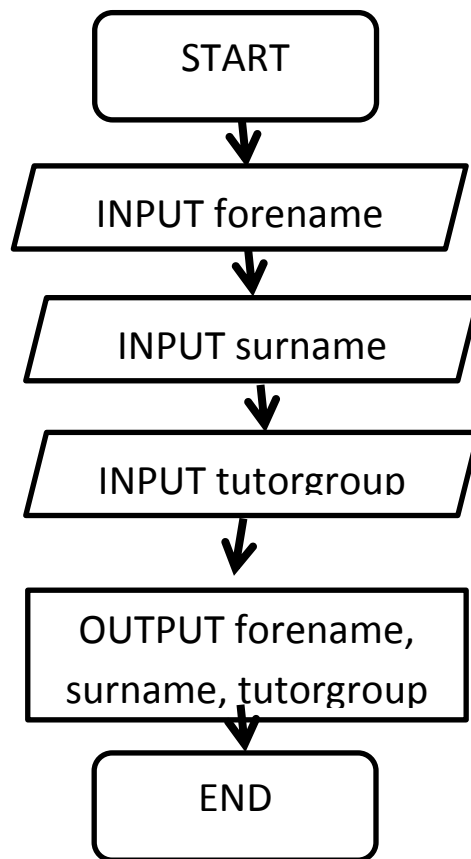 START
INPUT forename
INPUT surname
INPUT tutorgroup
OUTPUT forename,
surname, tutorgroup
END